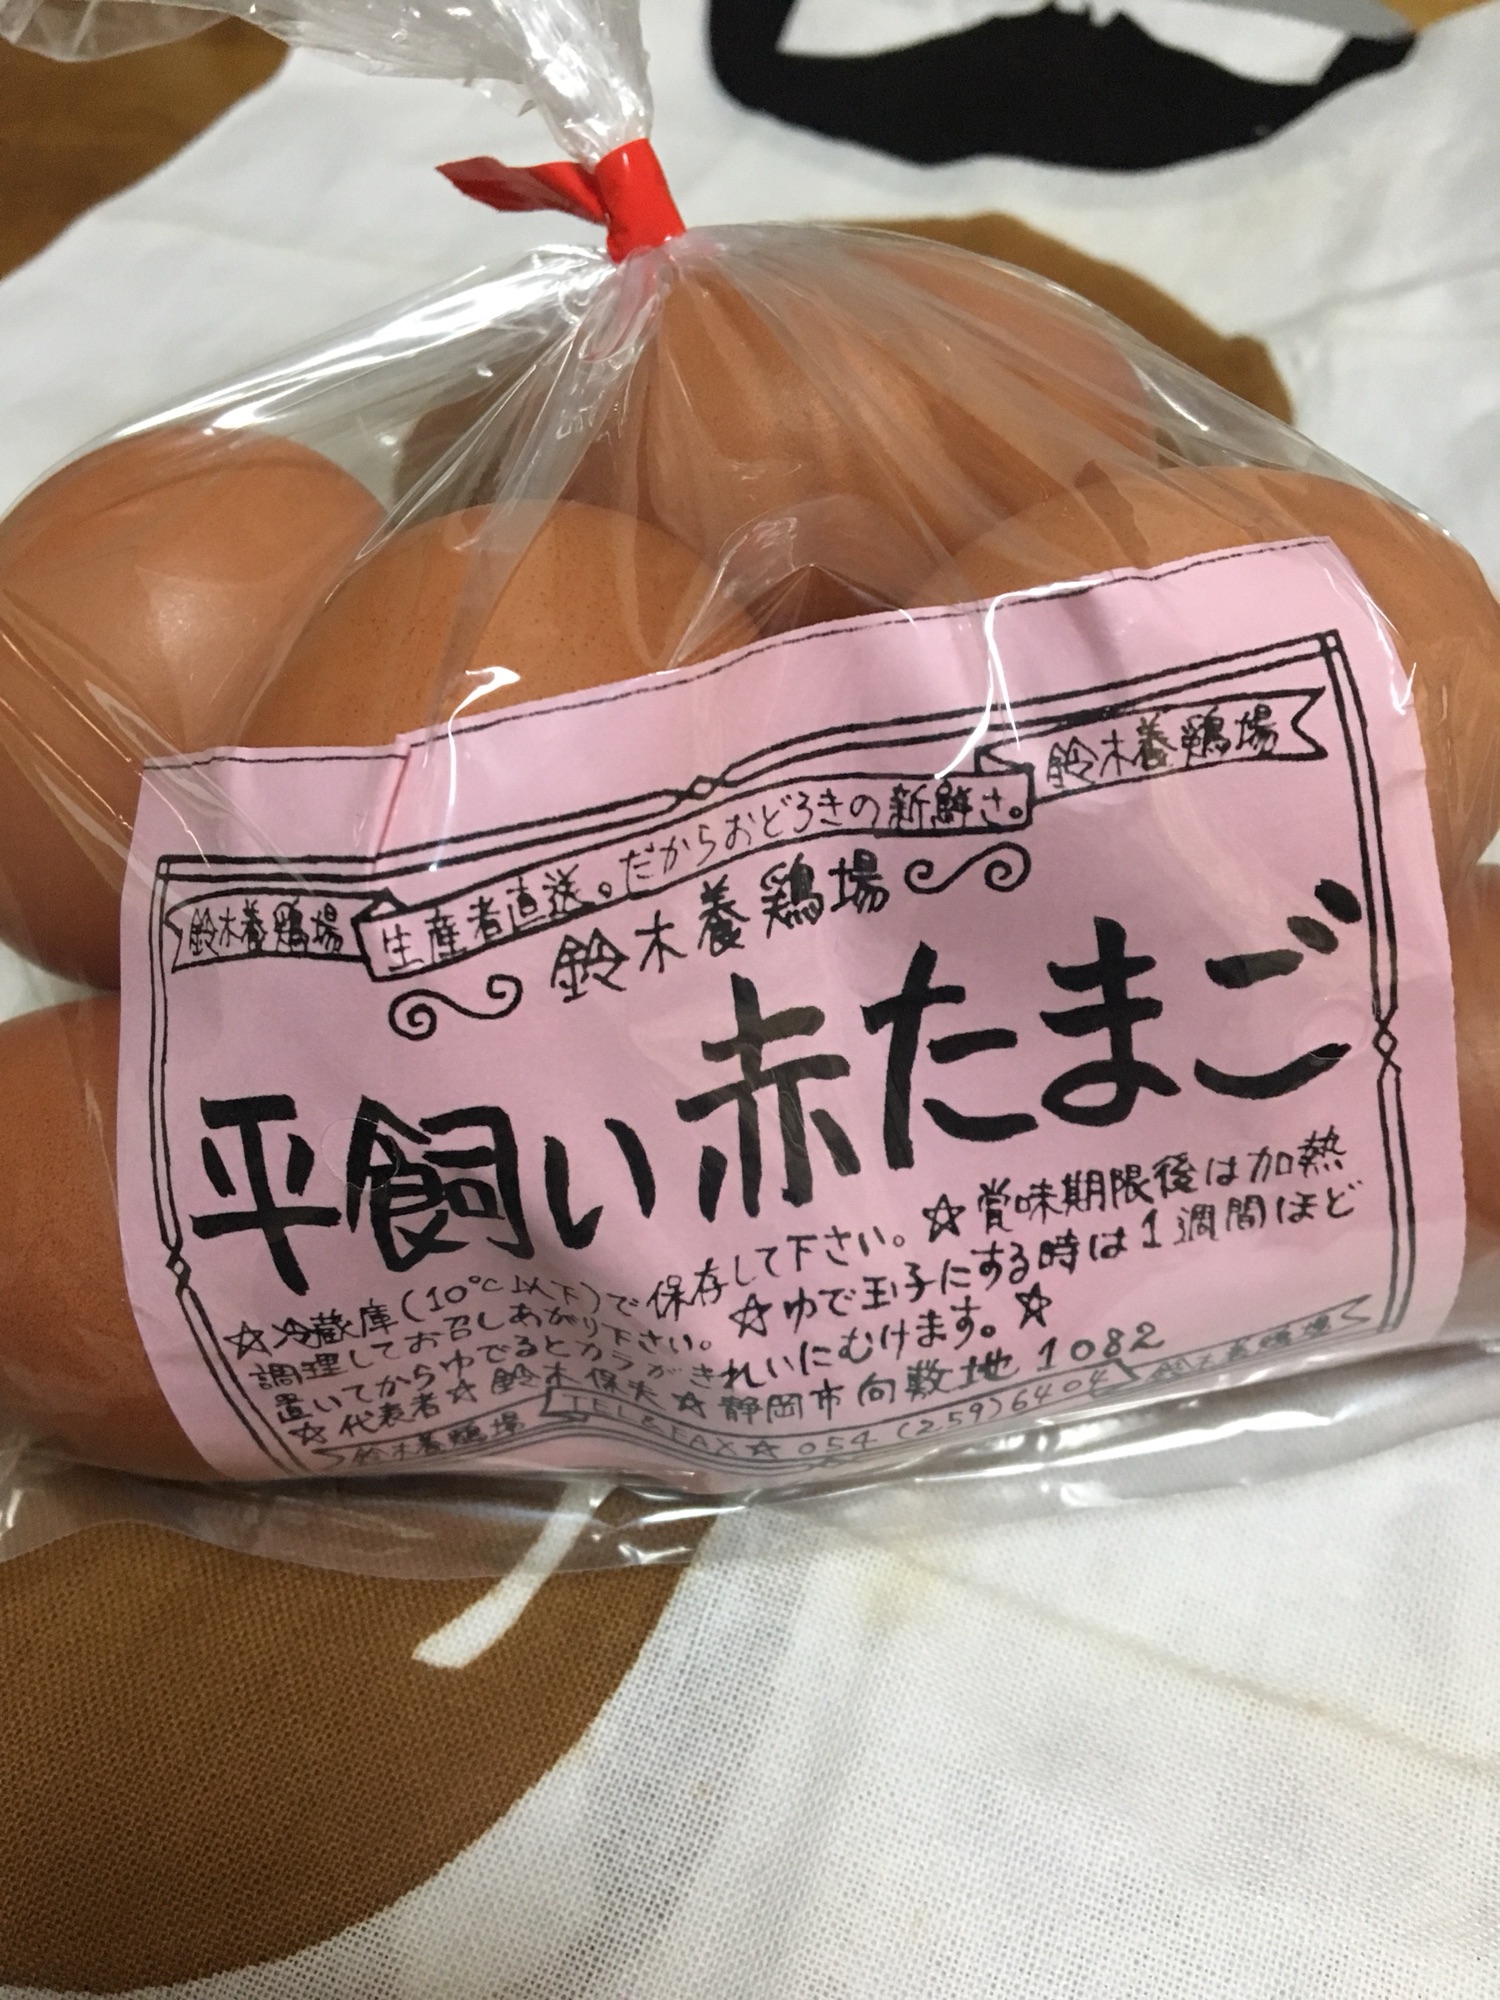 鈴木養鶏場
生産者直送。だからおどろきの新鮮さ。
鈴木養鶏場
鈴木養鶏場
平飼い赤たまご
☆冷蔵庫(10℃以下)で保存して下さい。☆賞味期限後は加熱
調理してお召しあがり下さい。 ☆ゆで玉子にする時は1週間ほど
置いてからゆでるとカラがきれいにむけます。☆
☆代表者☆鈴木保夫☆静岡市向敷地1082
鈴木養鶏場
TEL&FAX☆054(259)6404
鈴木養鶏場